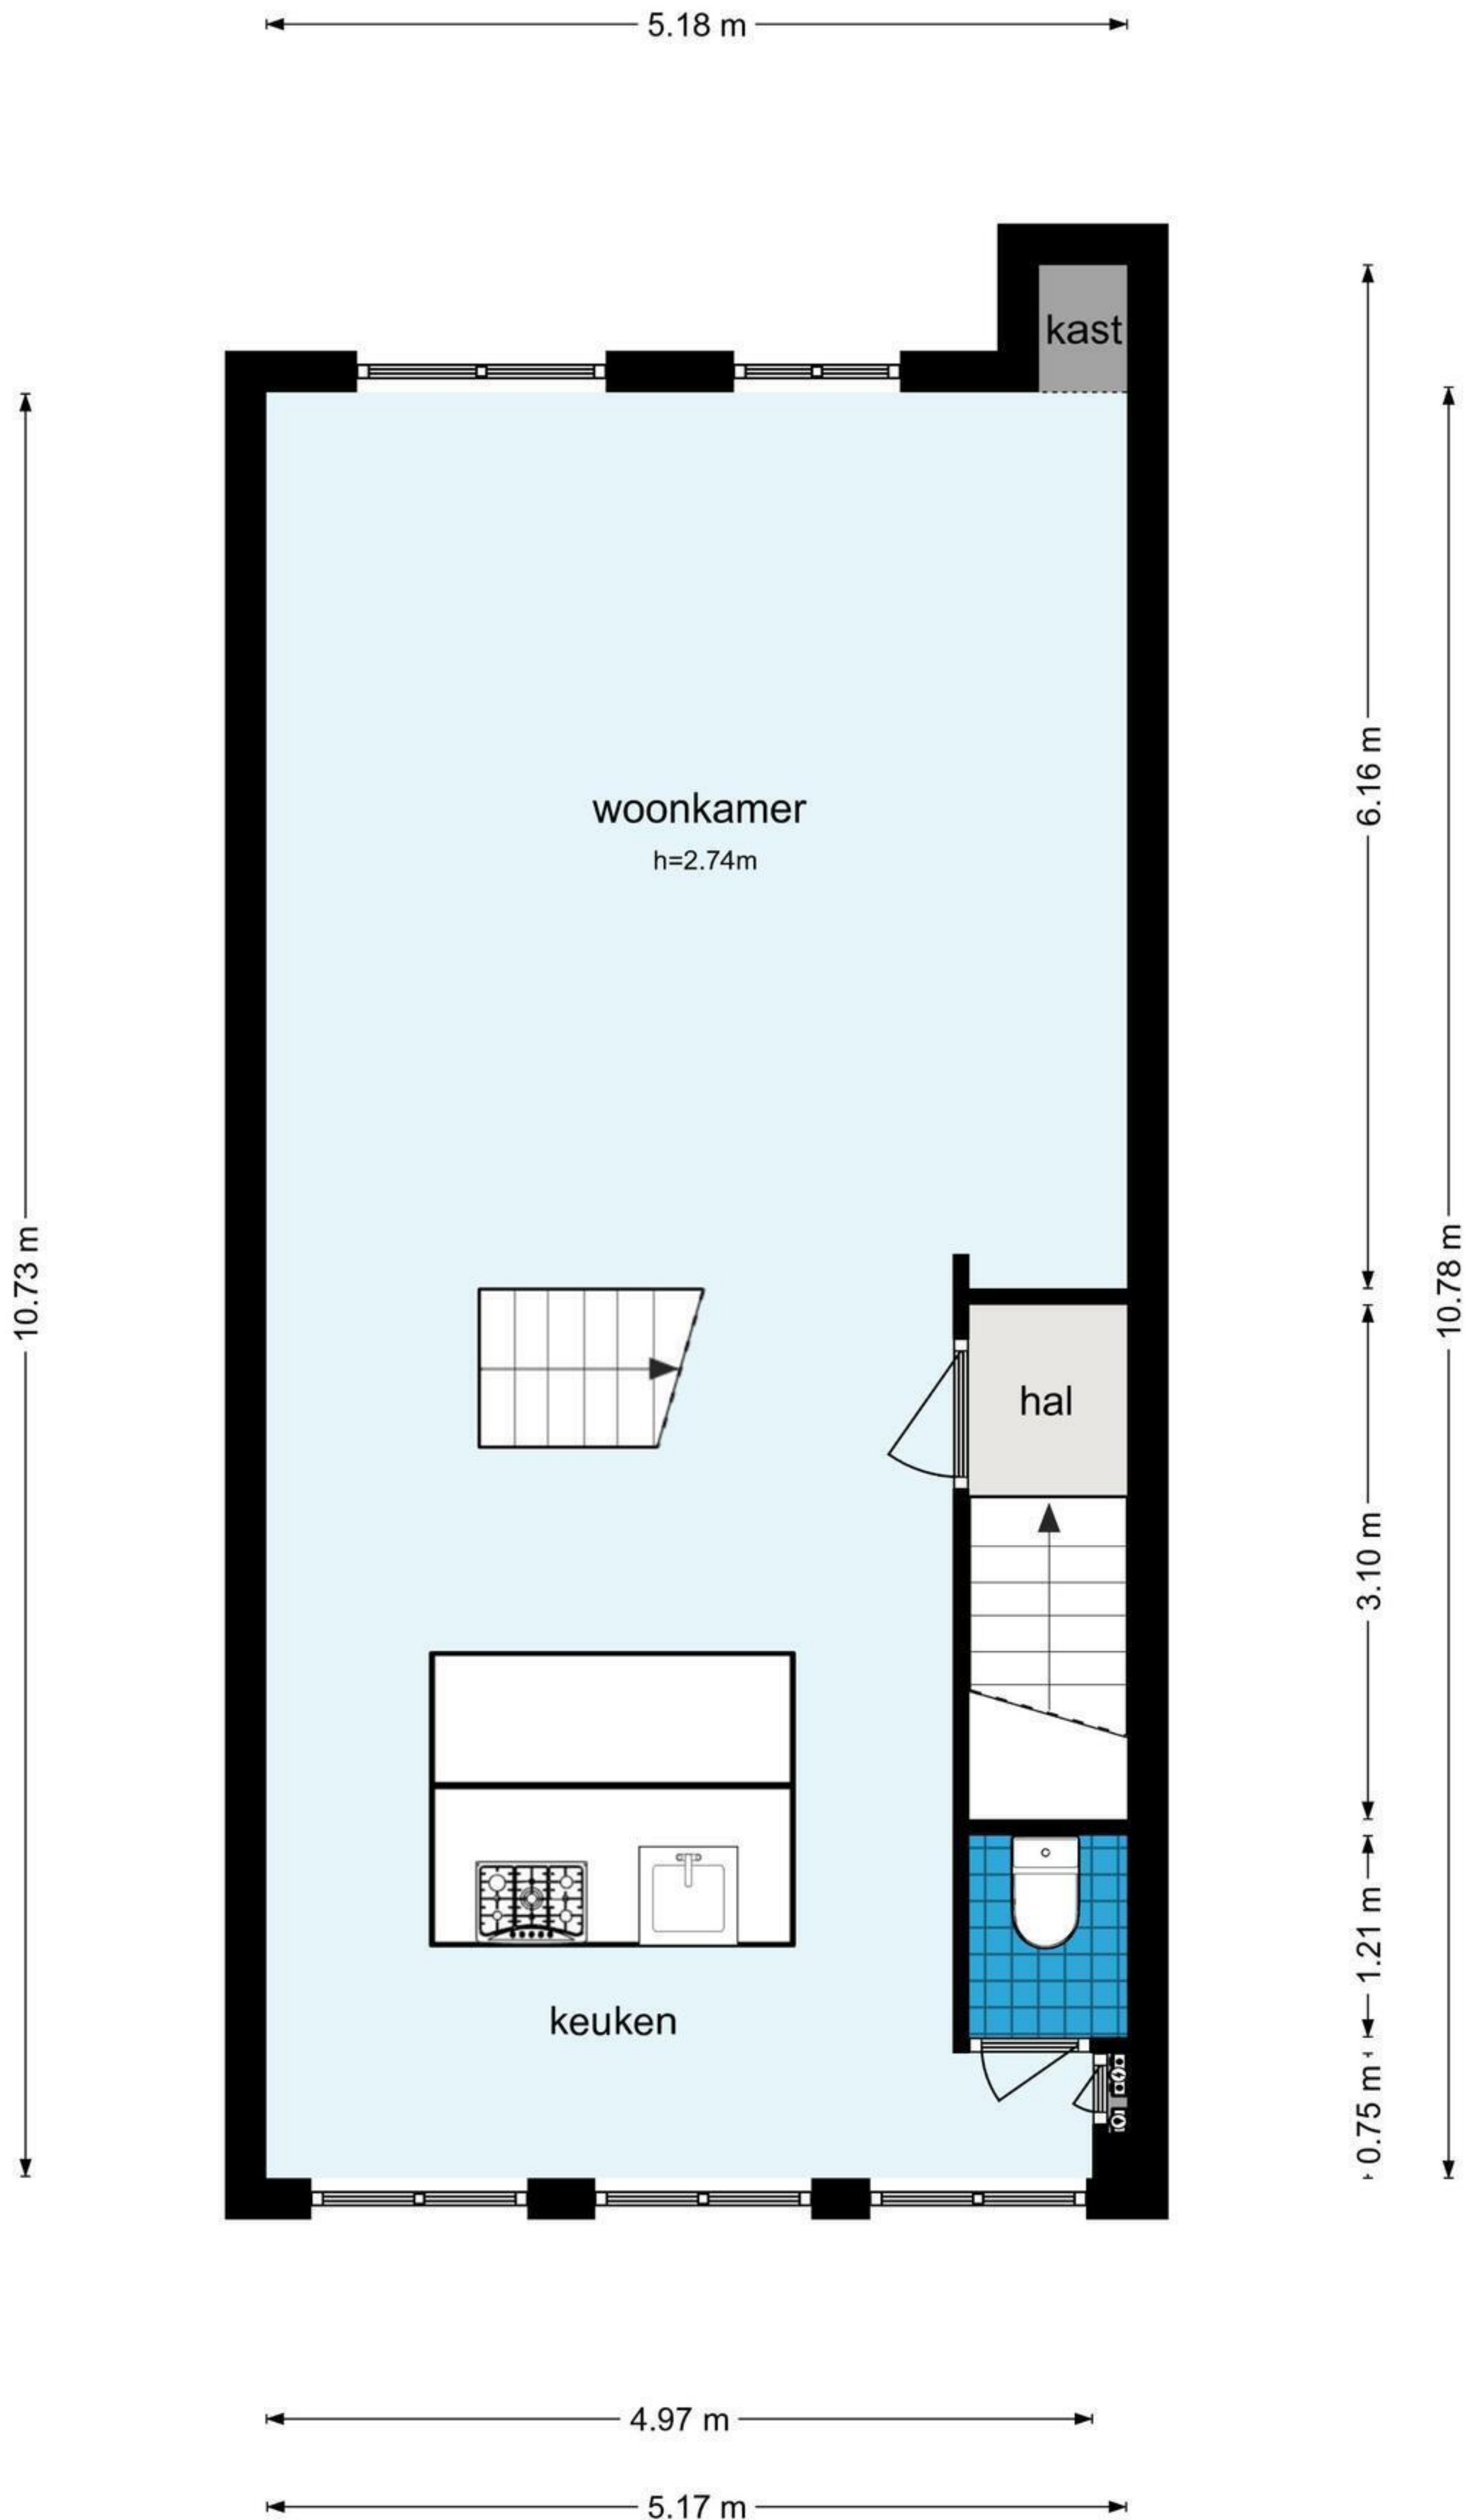 5.18 m
kast
6.16 m
woonkamer
h=2.74m
10.73 m
10.78 m
hal
3.10 m
1.21 m
keuken
0.75 m
4.97 m
5.17 m